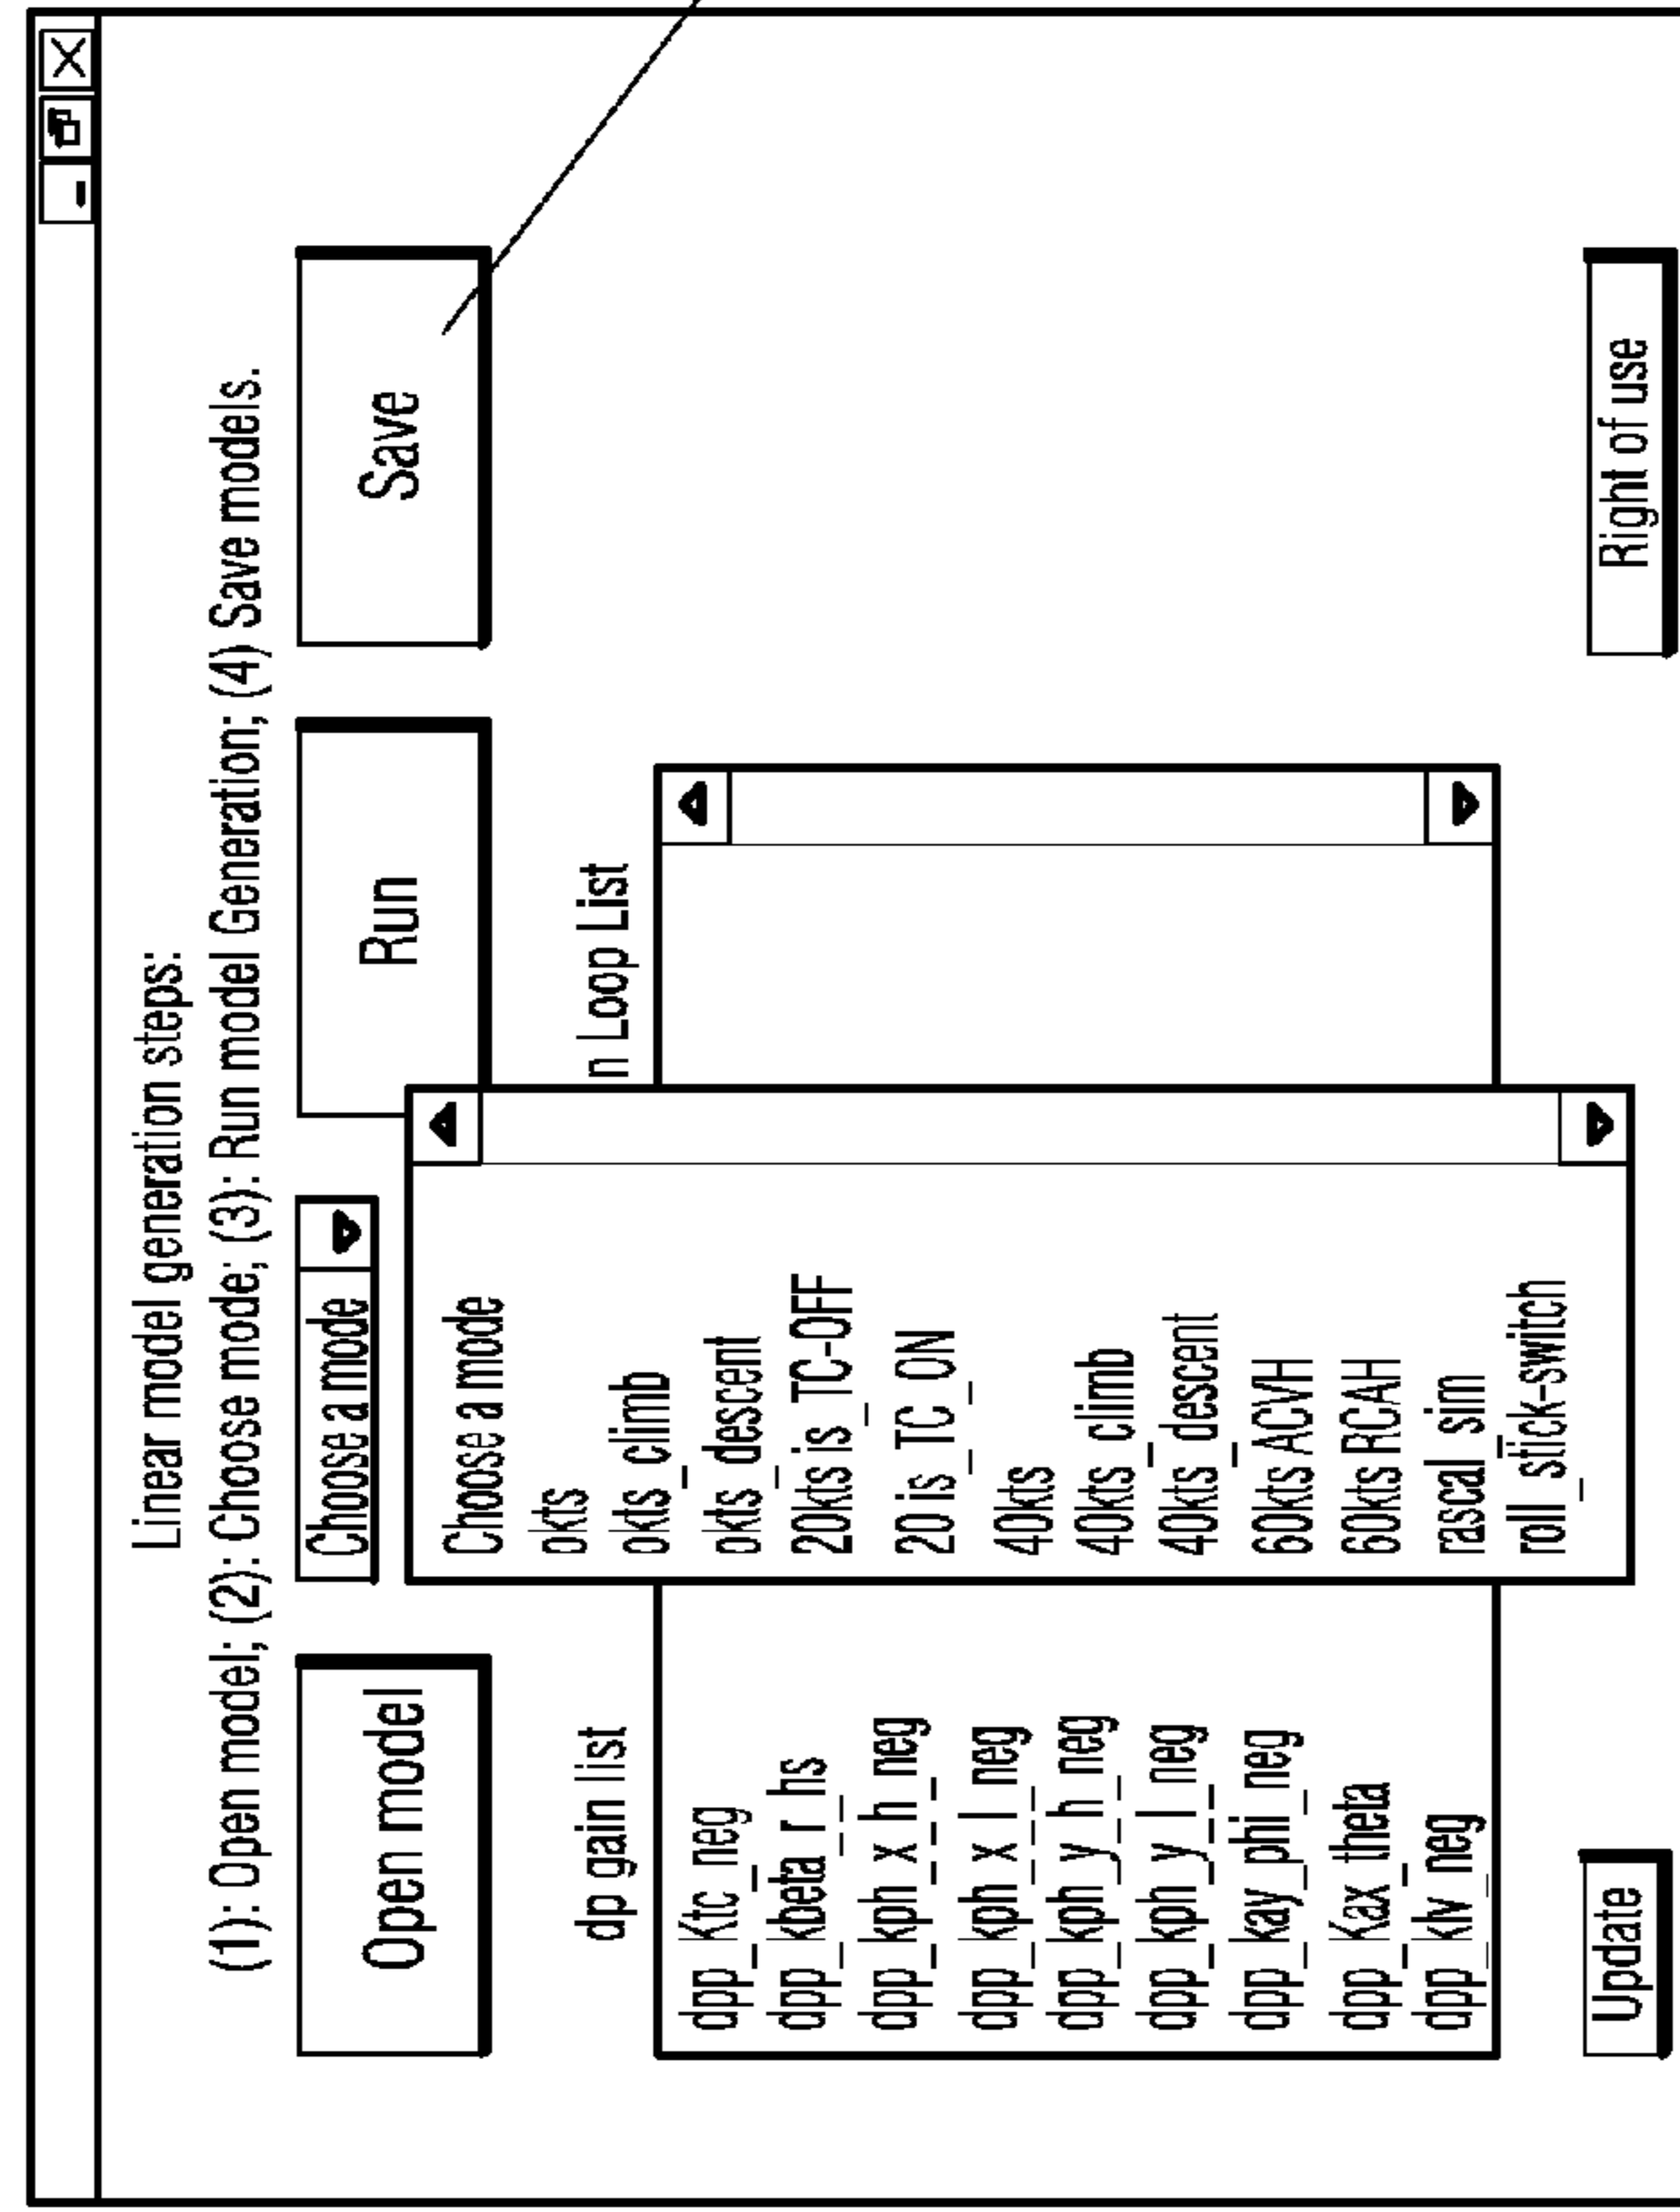 Linear model generation steps:
(1): Open model; (2): Choose mode; (3): Run model Generation; (4) Save models.
Open model
Choose a mode
Run
Save
dp gain list
n Loop List
dpp_Ktc_neg
dpp_kbeta_r_hs
dpp_kph_x_h_neg
dpp_kph_x_l_neg
dpp_kph_y_h_neg
dpp_kph_y_l_neg
dpp_kay_phi_neg
dpp_Kax_theta
dpp_klv_neg
Choose a mode
okts
okts_climb
okts_descent
20kts is_TC-OFF
20 is_TC_ON
40kts
40kts_climb
40kts_descent
60kts ACVH
60kts RCAH
rascal_sim
roll_stick-switch
Update
Right of use